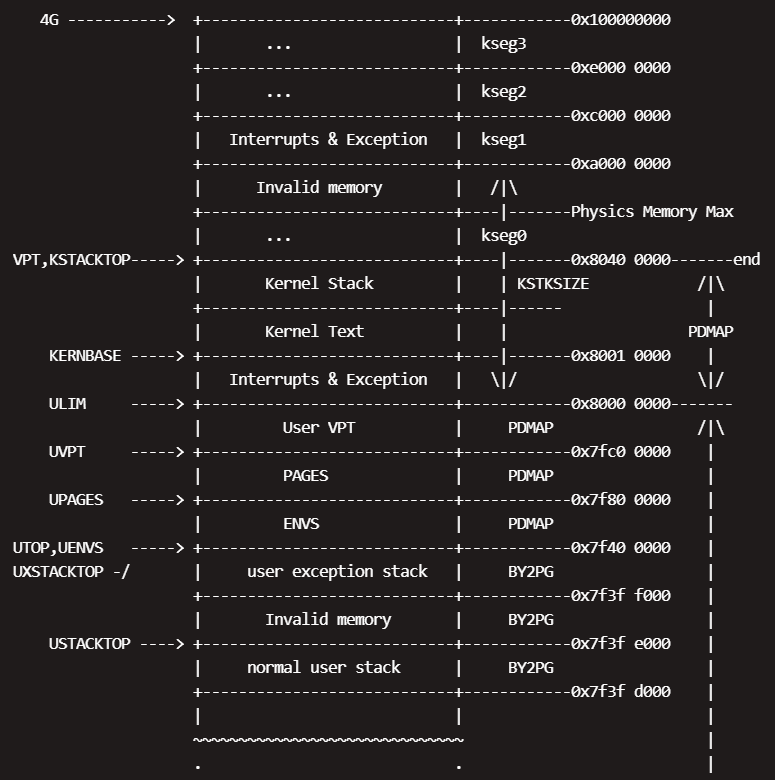 4G -----------> +----------------------------+------------0x100000000
|       ...                  |  kseg3
+----------------------------+------------0xe000 0000
|       ...                  |  kseg2
+----------------------------+------------0xc000 0000
|   Interrupts & Exception   |  kseg1
+----------------------------+------------0xa000 0000
|      Invalid memory        |   /|\
+----------------------------+----|-------Physics Memory Max
|       ...                  |  kseg0
VPT,KSTACKTOP-----> +----------------------------+----|-------0x8040 0000-------end
|       Kernel Stack         |    | KSTKSIZE            /|\
+----------------------------+----|------                |
|       Kernel Text          |    |                    PDMAP
KERNBASE -----> +----------------------------+----|-------0x8001 0000    |
|   Interrupts & Exception   |   \|/                    \|/
ULIM     -----> +----------------------------+------------0x8000 0000-------
|         User VPT           |     PDMAP                /|\
UVPT     -----> +----------------------------+------------0x7fc0 0000    |
|         PAGES              |     PDMAP                 |
UPAGES   -----> +----------------------------+------------0x7f80 0000    |
|         ENVS               |     PDMAP                 |
UTOP,UENVS   -----> +----------------------------+------------0x7f40 0000    |
UXSTACKTOP -/       |     user exception stack   |     BY2PG                 |
+----------------------------+------------0x7f3f f000    |
|       Invalid memory       |     BY2PG                 |
USTACKTOP ----> +----------------------------+------------0x7f3f e000    |
|     normal user stack      |     BY2PG                 |
+----------------------------+------------0x7f3f d000    |
|                            |                           |
~~~~~~~~~~~~~~~~~~~~~~~~~~~~~~                           |
.                            .                           |